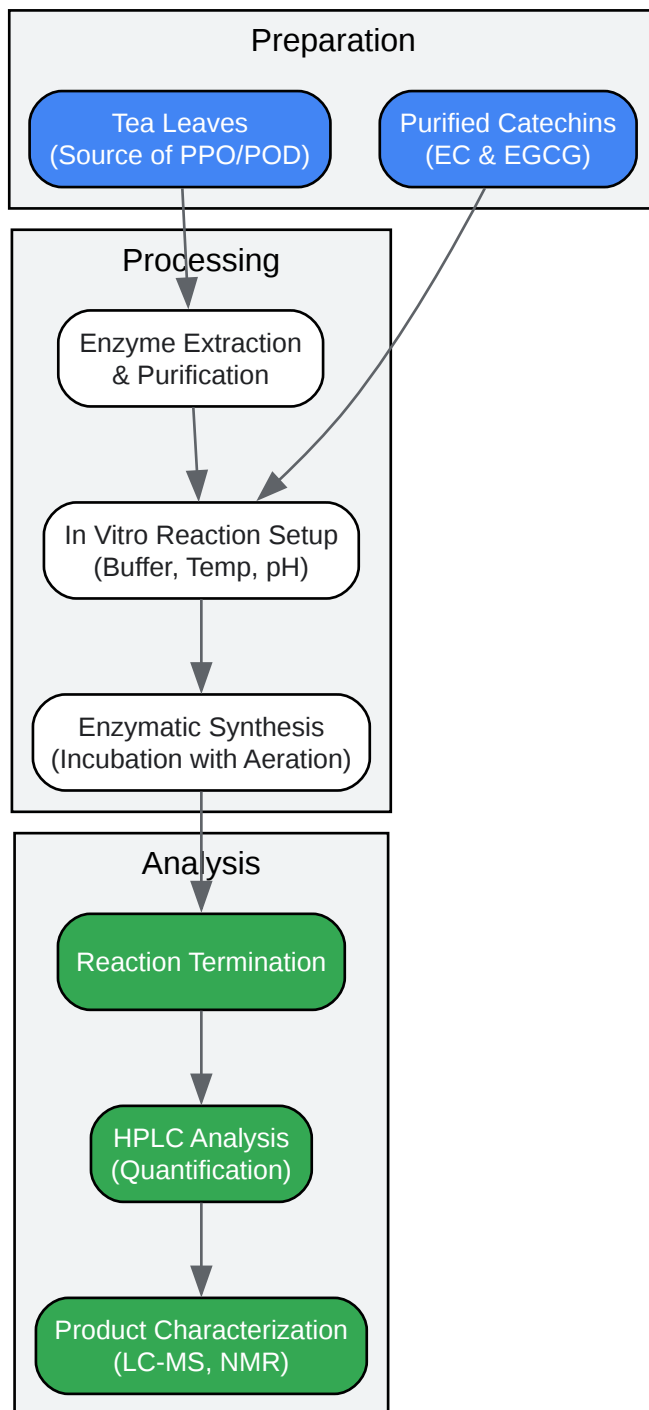 Preparation
Tea Leaves
(Source of PPO/POD)
Purified Catechins
(EC & EGCG)
Processing
Enzyme Extraction
& Purification
In Vitro Reaction Setup
(Buffer, Temp, pH)
Enzymatic Synthesis
(Incubation with Aeration)
Analysis
Reaction Termination
HPLC Analysis
(Quantification)
Product Characterization
(LC-MS, NMR)